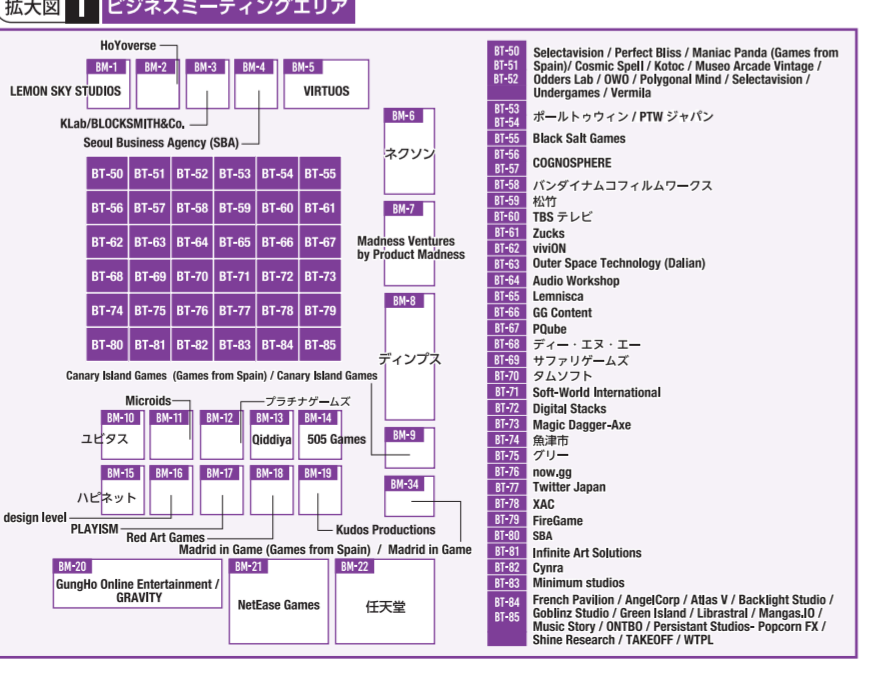 拡大図 1 ビジネスミーティングエリア
HoYoverse
BM-1 BM-2 BM-3 BM-4 BM-5
LEMON SKY STUDIOS
VIRTUOS
KLab/BLOCKSMITH&Co.
Seoul Business Agency (SBA)
BM-6
ネクソン
BT-50 BT-51 BT-52 BT-53 BT-54 BT-55
BT-56 BT-57 BT-58 BT-59 BT-60 BT-61
BT-62 BT-63 BT-64 BT-65 BT-66 BT-67
BT-68 BT-69 BT-70 BT-71 BT-72 BT-73
BT-74 BT-75 BT-76 BT-77 BT-78 BT-79
BT-80 BT-81 BT-82 BT-83 BT-84 BT-85
BM-7
Madness Ventures
by Product Madness
BM-8
ディンプス
Canary Island Games (Games from Spain) / Canary Island Games
Microids
プラチナゲームズ
BM-10 BM-11 BM-12 BM-13 BM-14
ユビタス
Qiddiya
505 Games
BM-9
BM-15 BM-16 BM-17 BM-18 BM-19
ハピネット
BM-34
design level
PLAYISM
Red Art Games
Kudos Productions
Madrid in Game (Games from Spain) / Madrid in Game
BM-20
GungHo Online Entertainment /
GRAVITY
BM-21
NetEase Games
BM-22
任天堂
BT-50
BT-51
BT-52
Selectavision / Perfect Bliss / Maniac Panda (Games from
Spain)/ Cosmic Spell / Kotoc / Museo Arcade Vintage /
Odders Lab / OWO / Polygonal Mind / Selectavision /
Undergames / Vermila
BT-53
BT-54
ポールトゥウィン / PTW ジャパン
BT-55 Black Salt Games
BT-56
BT-57
COGNOSPHERE
BT-58 バンダイナムコフィルムワークス
BT-59 松竹
BT-60 TBS テレビ
BT-61 Zucks
BT-62 viviON
BT-63 Outer Space Technology (Dalian)
BT-64 Audio Workshop
BT-65 Lemnisca
BT-66 GG Content
BT-67 PQube
BT-68 ディー・エヌ・エー
BT-69 サファリゲームズ
BT-70 タムソフト
BT-71 Soft-World International
BT-72 Digital Stacks
BT-73 Magic Dagger-Axe
BT-74 魚津市
BT-75 グリー
BT-76 now.gg
BT-77 Twitter Japan
BT-78 XAC
BT-79 FireGame
BT-80 SBA
BT-81 Infinite Art Solutions
BT-82 Cynra
BT-83 Minimum studios
BT-84
BT-85
French Pavilion / AngelCorp / Atlas V / Backlight Studio /
Goblinz Studio / Green Island / Librastral / Mangas.IO /
Music Story / ONTBO / Persistant Studios- Popcorn FX /
Shine Research / TAKEOFF / WTPL